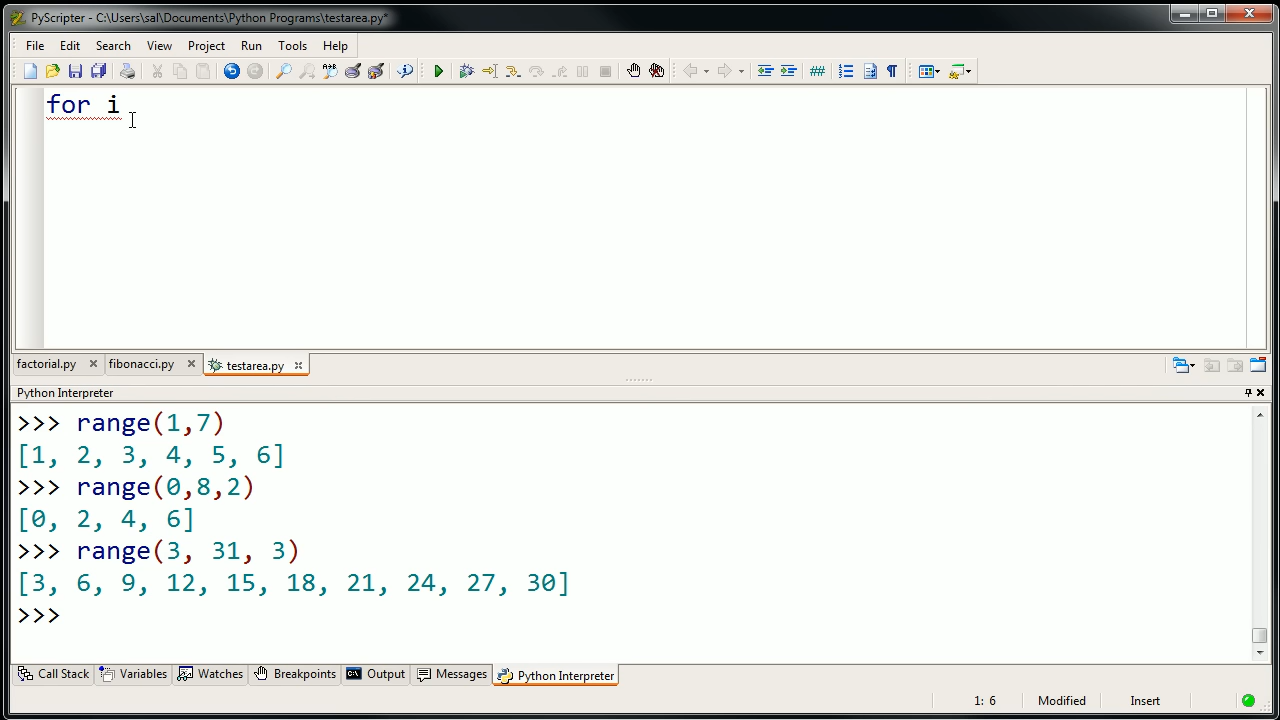 PyScripter - C:\Users\sal\Documents\Python Programs\testarea.py*
File Edit Search View Project Run Tools Help
for i
factorial.py fibonacci.py testarea.py
Python Interpreter
>>> range(1,7)
[1, 2, 3, 4, 5, 6]
>>> range(0,8,2)
[0, 2, 4, 6]
>>> range(3, 31, 3)
[3, 6, 9, 12, 15, 18, 21, 24, 27, 30]
>>>
Call Stack Variables Watches Breakpoints Output Messages Python Interpreter
1: 6 Modified Insert